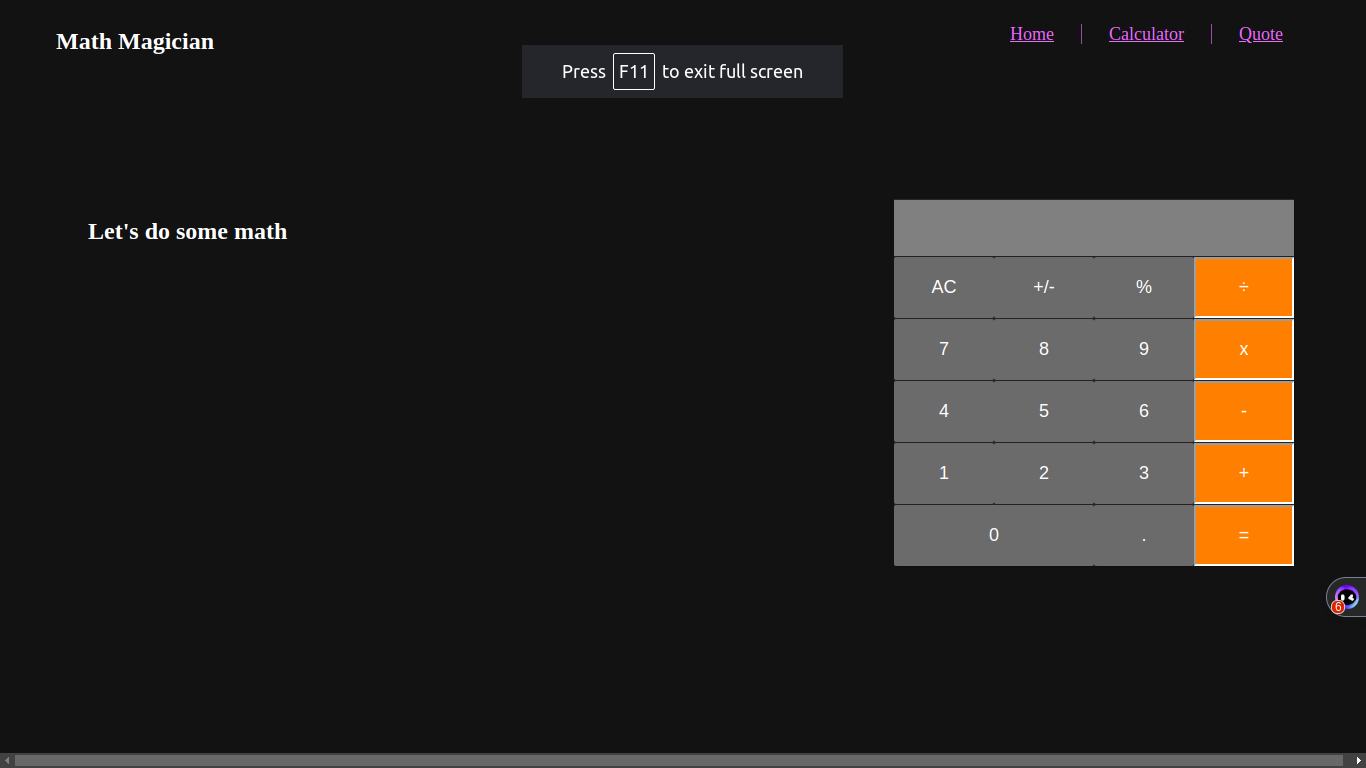 Math Magician
Home
Calculator
Quote
Press F11 to exit full screen
Let's do some math
AC +/- % ÷
7 8 9 x
4 5 6 -
1 2 3 +
0 . =
6